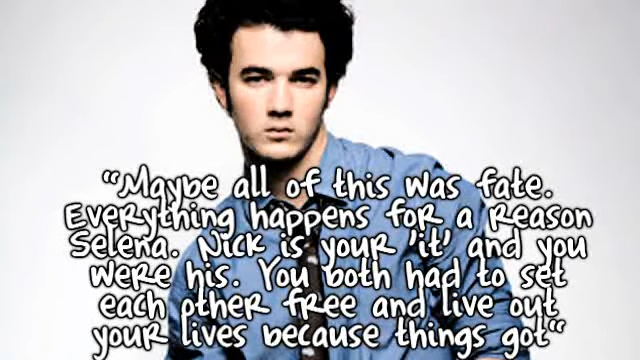 “Maybe all of this was fate.
Everything happens for a reason
Selena. Nick is your 'it' and you
were his. You both had to set
each other free and live out
your lives because things got“